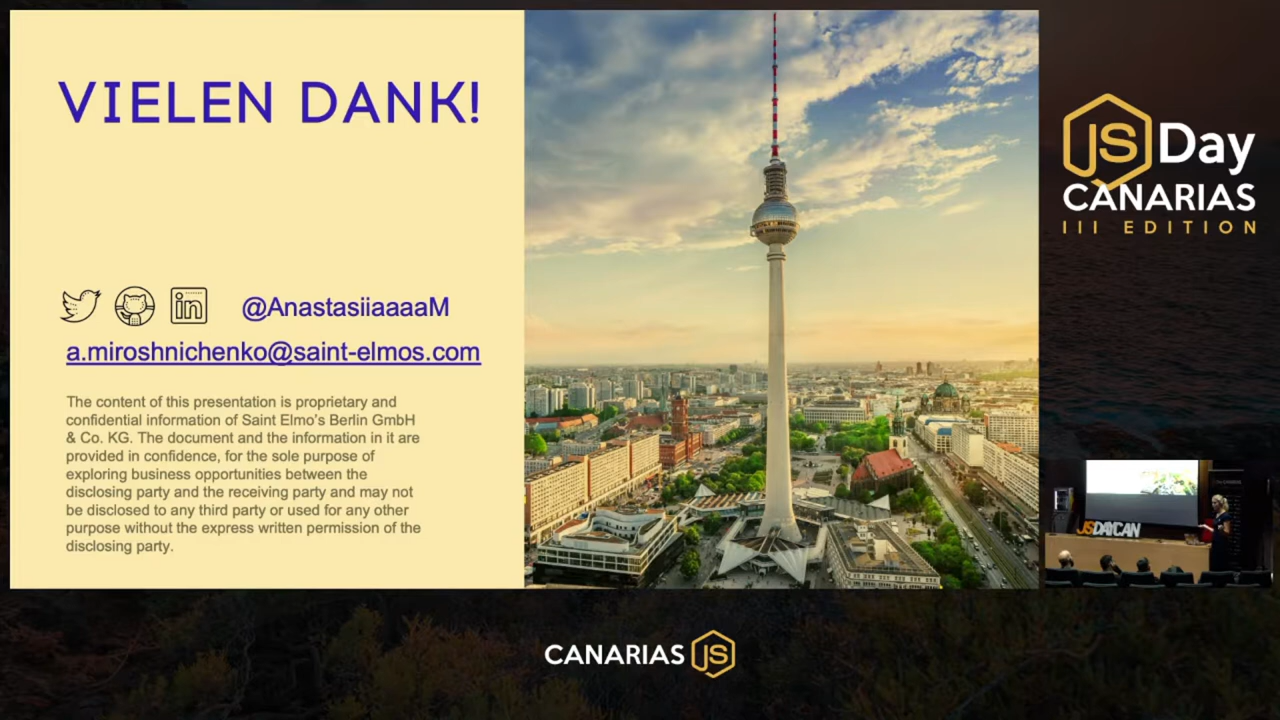 VIELEN DANK!
@AnastasiiaaaaM
a.miroshnichenko@saint-elmos.com
The content of this presentation is proprietary and
confidential information of Saint Elmo's Berlin GmbH
& Co. KG. The document and the information in it are
provided in confidence, for the sole purpose of
exploring business opportunities between the
disclosing party and the receiving party and may not
be disclosed to any third party or used for any other
purpose without the express written permission of the
disclosing party.
JS Day
CANARIAS
III EDITION
JSDAYCAN
CANARIAS JS